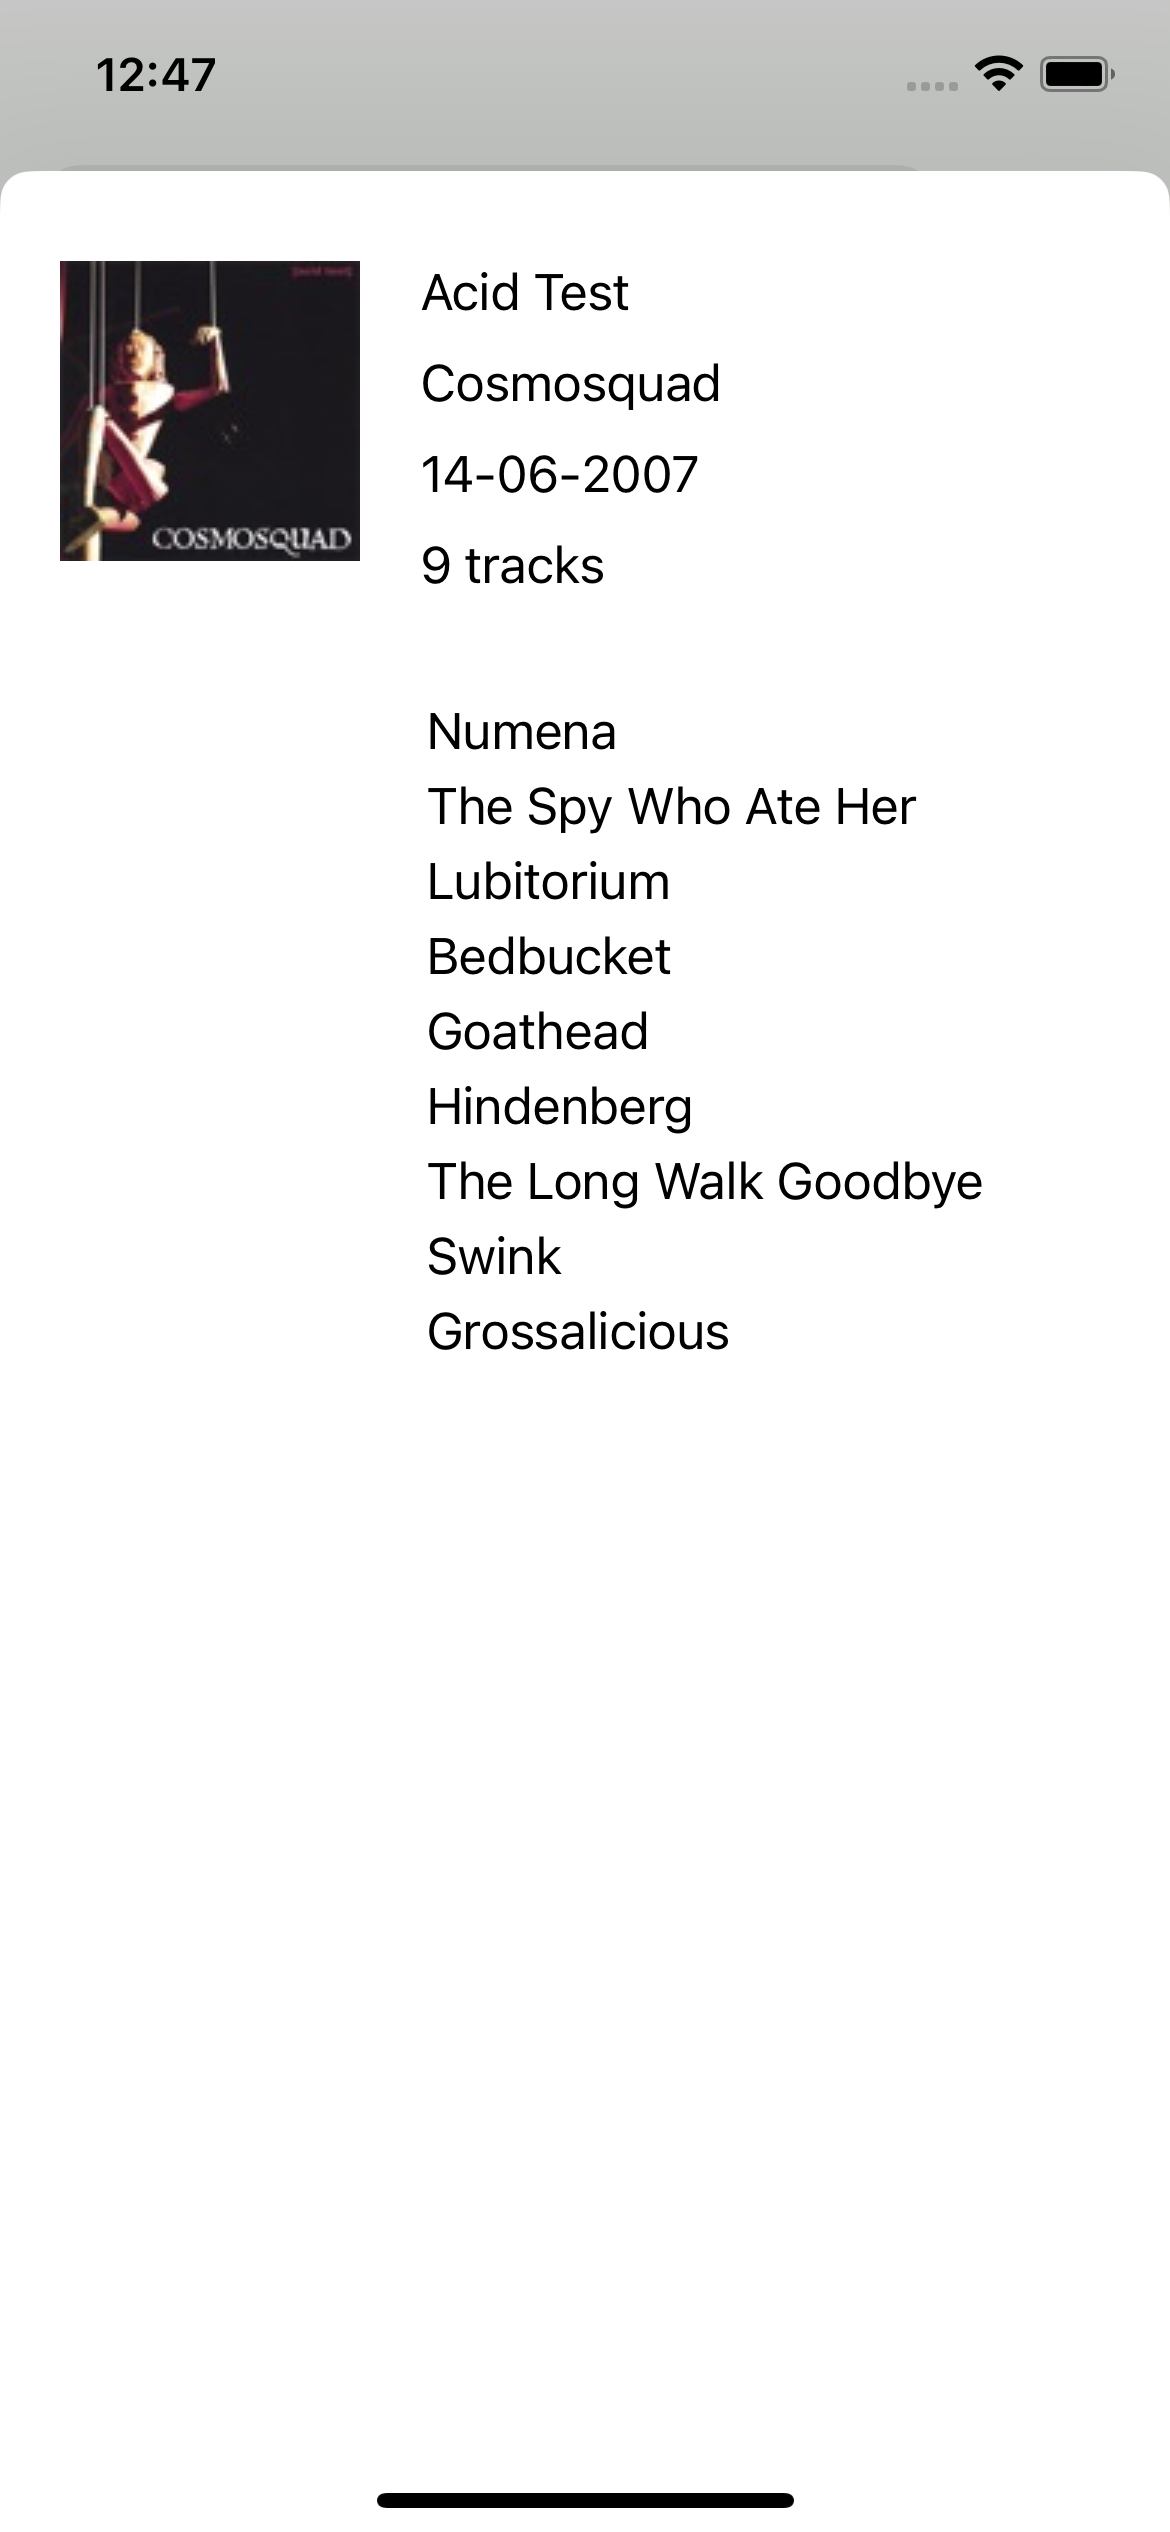 12:47
COSMOSQUAD
Acid Test
Cosmosquad
14-06-2007
9 tracks
Numena
The Spy Who Ate Her
Lubitorium
Bedbucket
Goathead
Hindenberg
The Long Walk Goodbye
Swink
Grossalicious